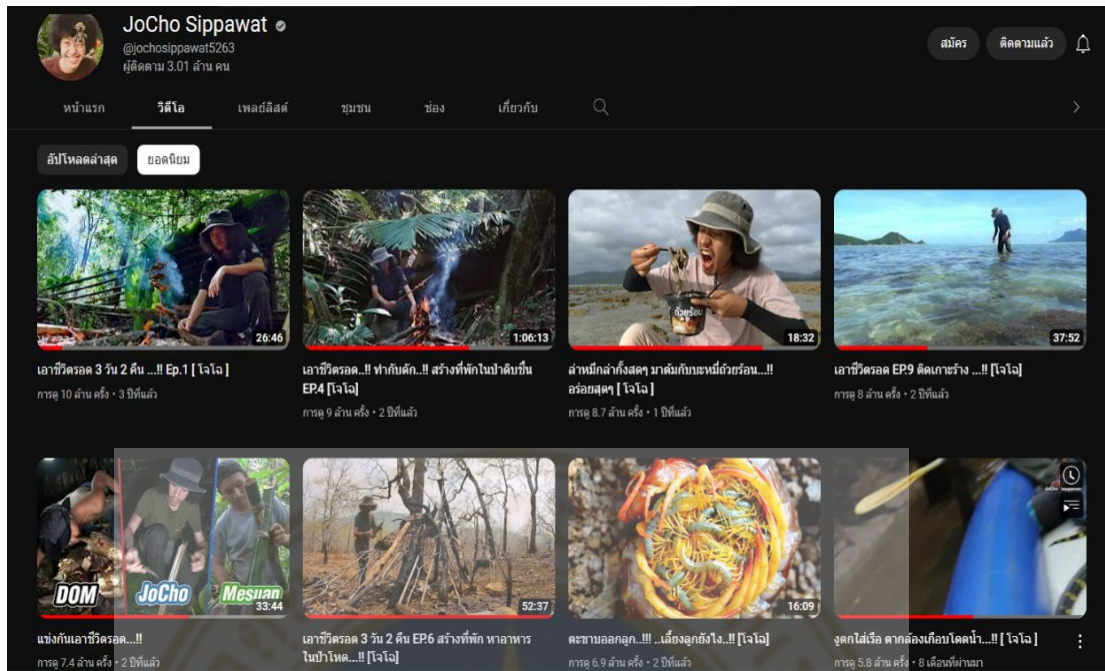 JoCho Sippawat
@jochosippawat5263
ผู้ติดตาม 3.01 ล้าน คน
สมัคร ติดตามแล้ว
หน้าแรก วิดีโอ เพลย์ลิสต์ ชุมชน ช่อง เกี่ยวกับ
อัปโหลดล่าสุด ยอดนิยม
26:46
เอาชีวิตรอด 3 วัน 2 คืน ...!! Ep.1 [ โจโฉ ]
การดู 10 ล้าน ครั้ง • 3 ปีที่แล้ว
1:06:13
เอาชีวิตรอด..!! ทำกับดัก..!! สร้างที่พักในป่าดิบชื้น
EP.4 [โจโฉ]
การดู 9 ล้าน ครั้ง • 2 ปีที่แล้ว
ถ้วยร้อน
18:32
ล่าหมึกล่ากั้งสดๆ มาต้มกับบะหมี่ถ้วยร้อน...!!
อร่อยสุดๆ [ โจโฉ ]
การดู 8.7 ล้าน ครั้ง • 1 ปีที่แล้ว
37:52
เอาชีวิตรอด EP.9 ติดเกาะร้าง ...!! [โจโฉ]
การดู 8 ล้าน ครั้ง • 2 ปีที่แล้ว
DOM JoCho Mesuan
33:44
แข่งกันเอาชีวิตรอด...!!
การดู 7.4 ล้าน ครั้ง • 2 ปีที่แล้ว
52:37
เอาชีวิตรอด 3 วัน 2 คืน EP.6 สร้างที่พัก หาอาหาร
ในป่าโหด...!! [โจโฉ]
16:09
ตะขาบออกลูก..!!! ..เลี้ยงลูกยังไง..!! [โจโฉ]
การดู 6.9 ล้าน ครั้ง • 2 ปีที่แล้ว
งูตกใส่เรือ ตากล้องเกือบโดดน้ำ...!! [ โจโฉ ]
การดู 5.8 ล้าน ครั้ง • 8 เดือนที่ผ่านมา